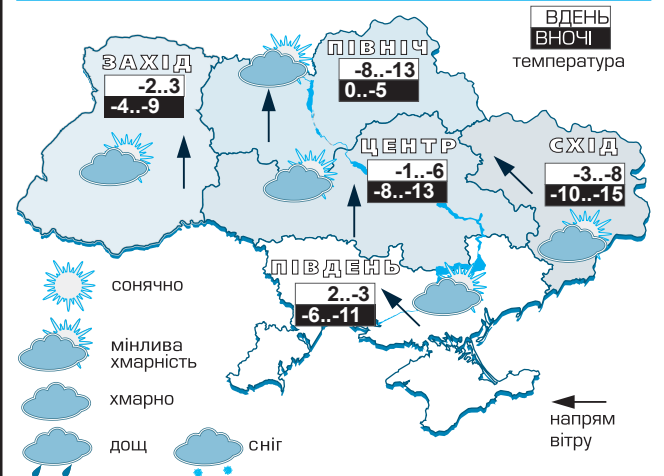 ВДЕНЬ
ВНОЧІ
температура
ЗАХІД
-2..3
-4..-9
ПІВНІЧ
-8..-13
0..-5
ЦЕНТР
-1..-6
-8..-13
СХІД
-3..-8
-10..-15
ПІВДЕНЬ
2..-3
-6..-11
сонячно
мінлива
хмарність
хмарно
дощ
сніг
напрям
вітру